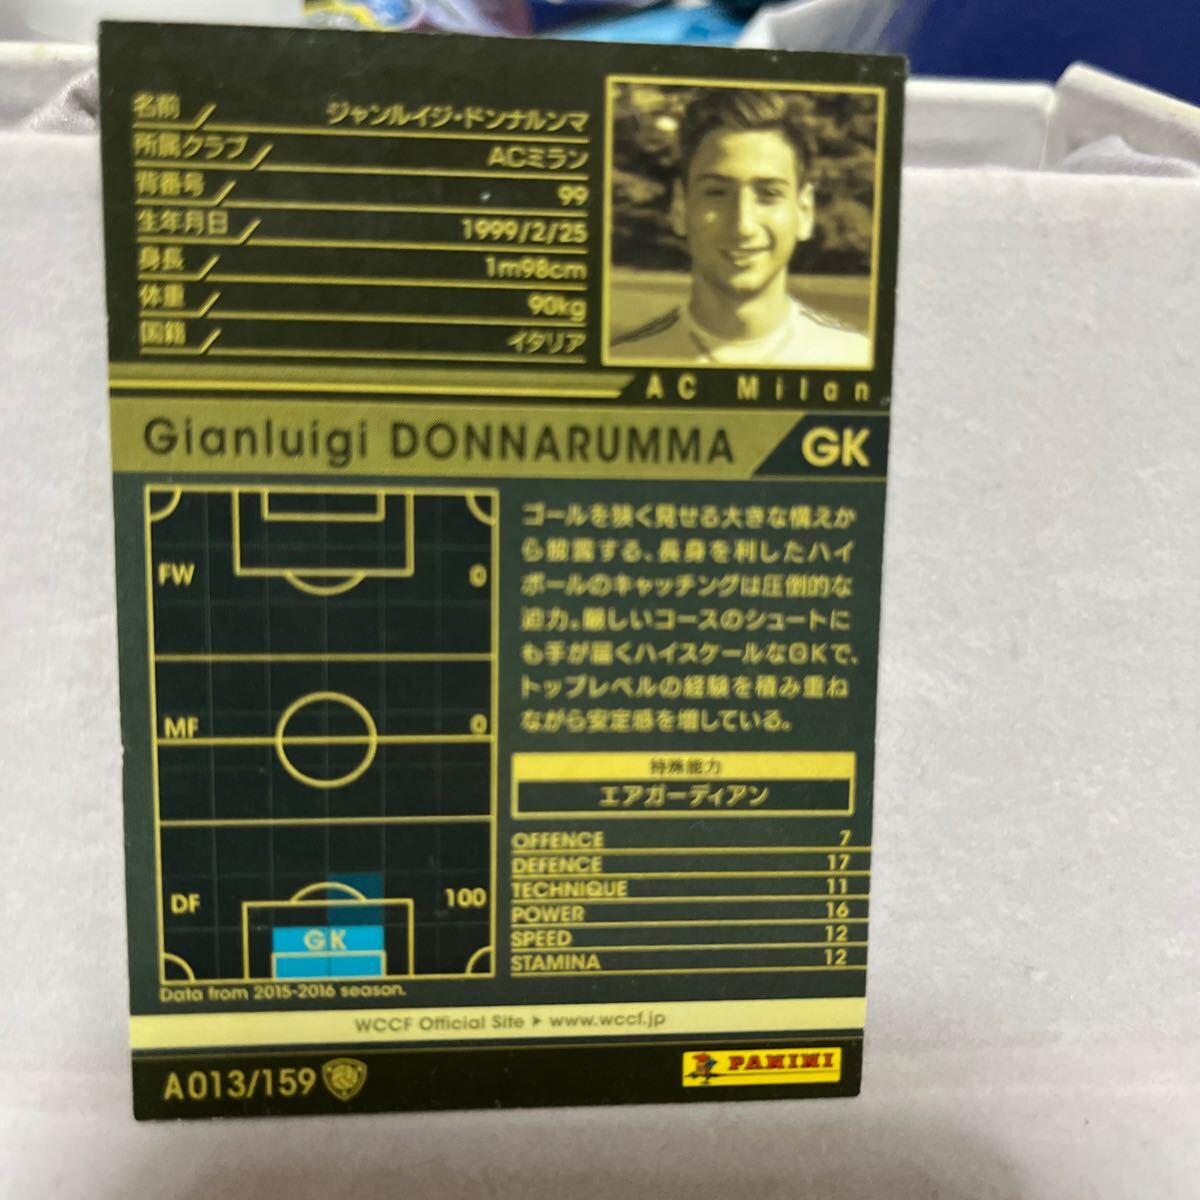 名前 ジャンルイジ・ドンナルンマ
所属クラブ ACミラン
背番号 99
生年月日 1999/2/25
身長 1m98cm
体重 90kg
国籍 イタリア
AC Milan
Gianluigi DONNARUMMA GK
FW 0
MF 0
DF 100
GK
Data from 2015-2016 season.
ゴールを狭く見せる大きな構えか
ら披露する、長身を利したハイ
ボールのキャッチングは圧倒的な
迫力。厳しいコースのシュートに
も手が届くハイスケールなGKで、
トップレベルの経験を積み重ね
ながら安定感を増している。
特殊能力
エアガーディアン
OFFENCE 7
DEFENCE 17
TECHNIQUE 11
POWER 16
SPEED 12
STAMINA 12
WCCF Official Site ▶ www.wccf.jp
A013/159
PANINI